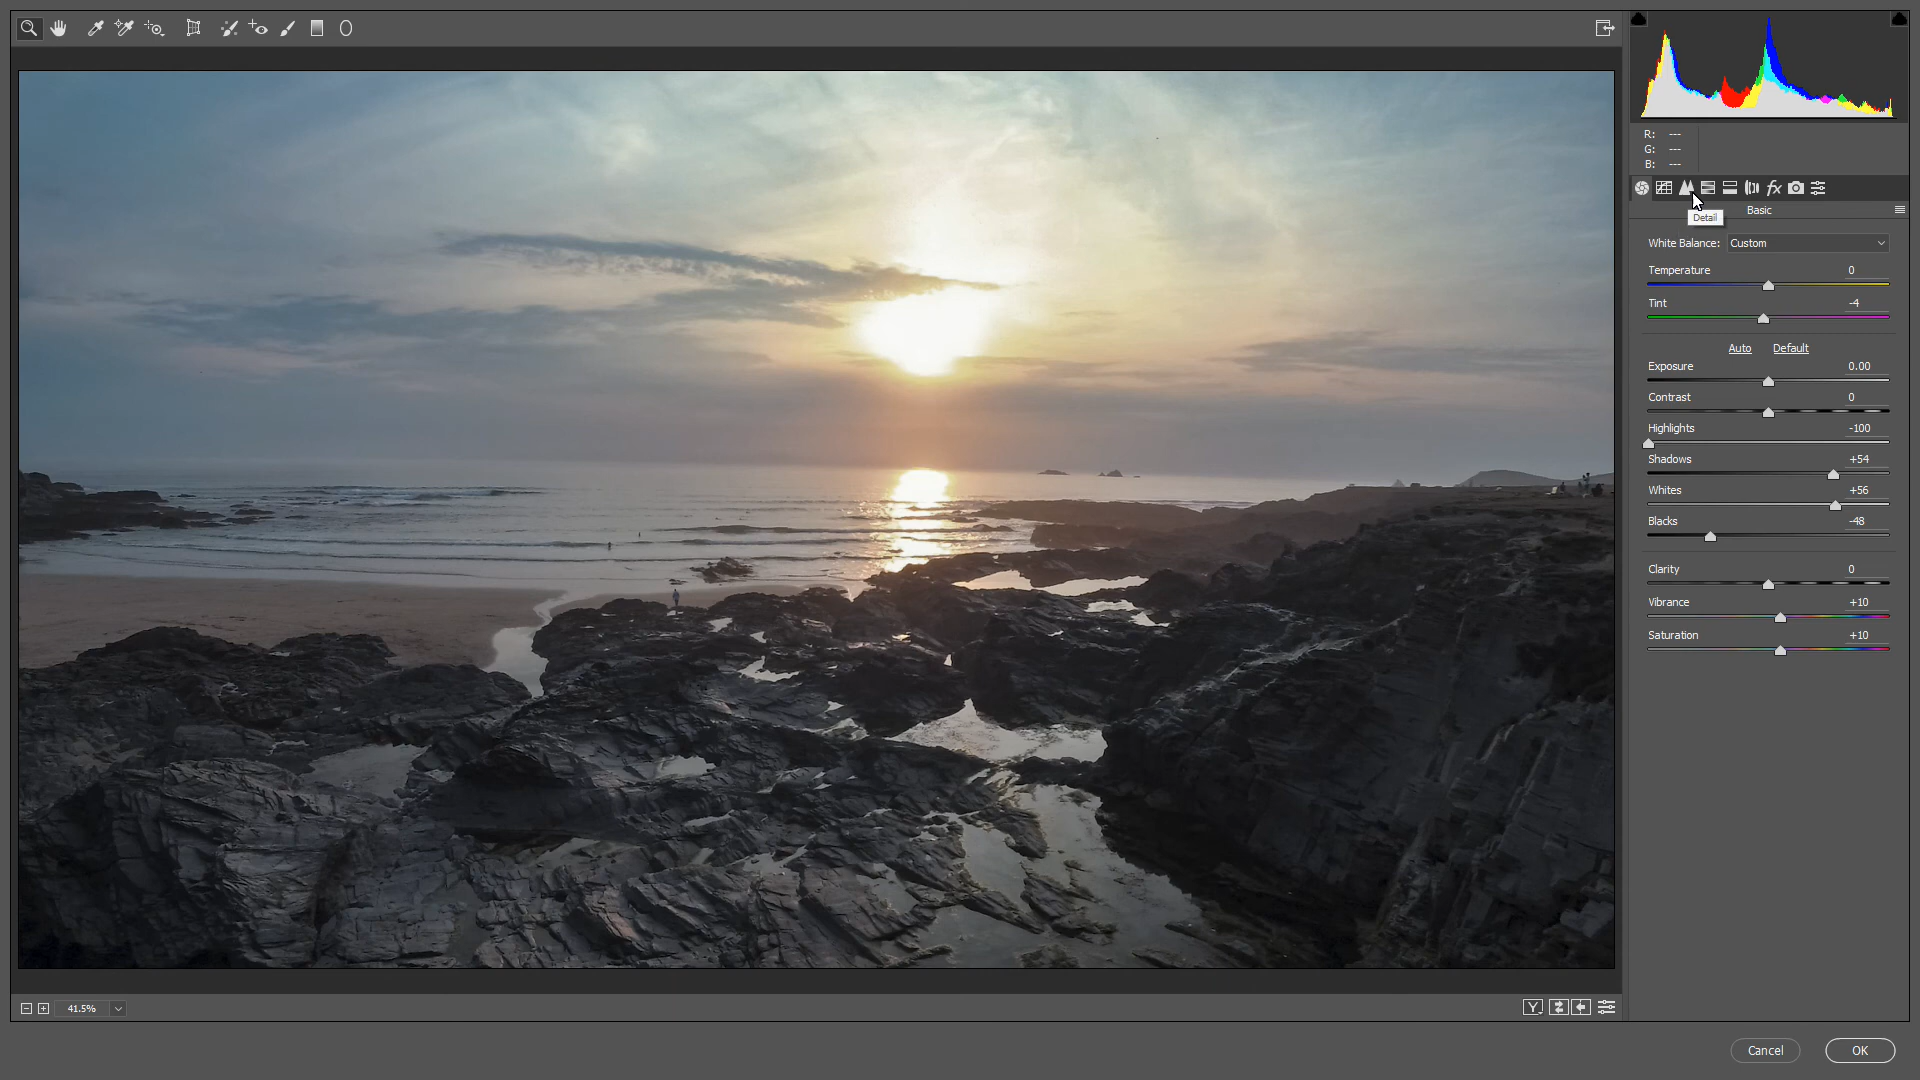 R: ---
G: ---
B: ---
fx
Detail
Basic
White Balance: Custom
Temperature 0
Tint -4
Auto Default
Exposure 0.00
Contrast 0
Highlights -100
Shadows +54
Whites +56
Blacks -48
Clarity 0
Vibrance +10
Saturation +10
41.5%
Y
Cancel OK